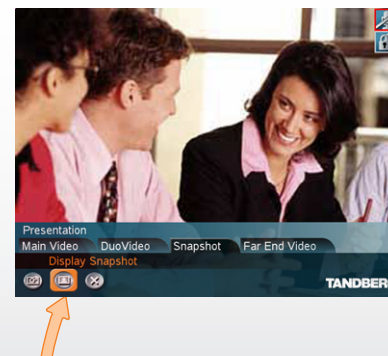 Presentation
Main Video DuoVideo Snapshot Far End Video
Display Snapshot
TANDBER